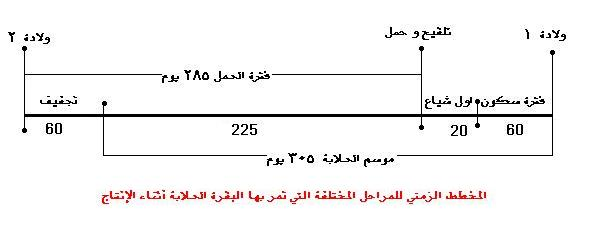 ولادة ١
تلقيح و حمل
ولادة ٢
فترة الحمل ٢٨٥ يوم
فترة سكون
اول شياع
تجفيف
60
20
225
60
موسم الحلابة ٣٠٥ يوم
المخطط الزمني للمراحل المختلفة التي تمر بها البقرة الحلابة أثناء الإنتاج